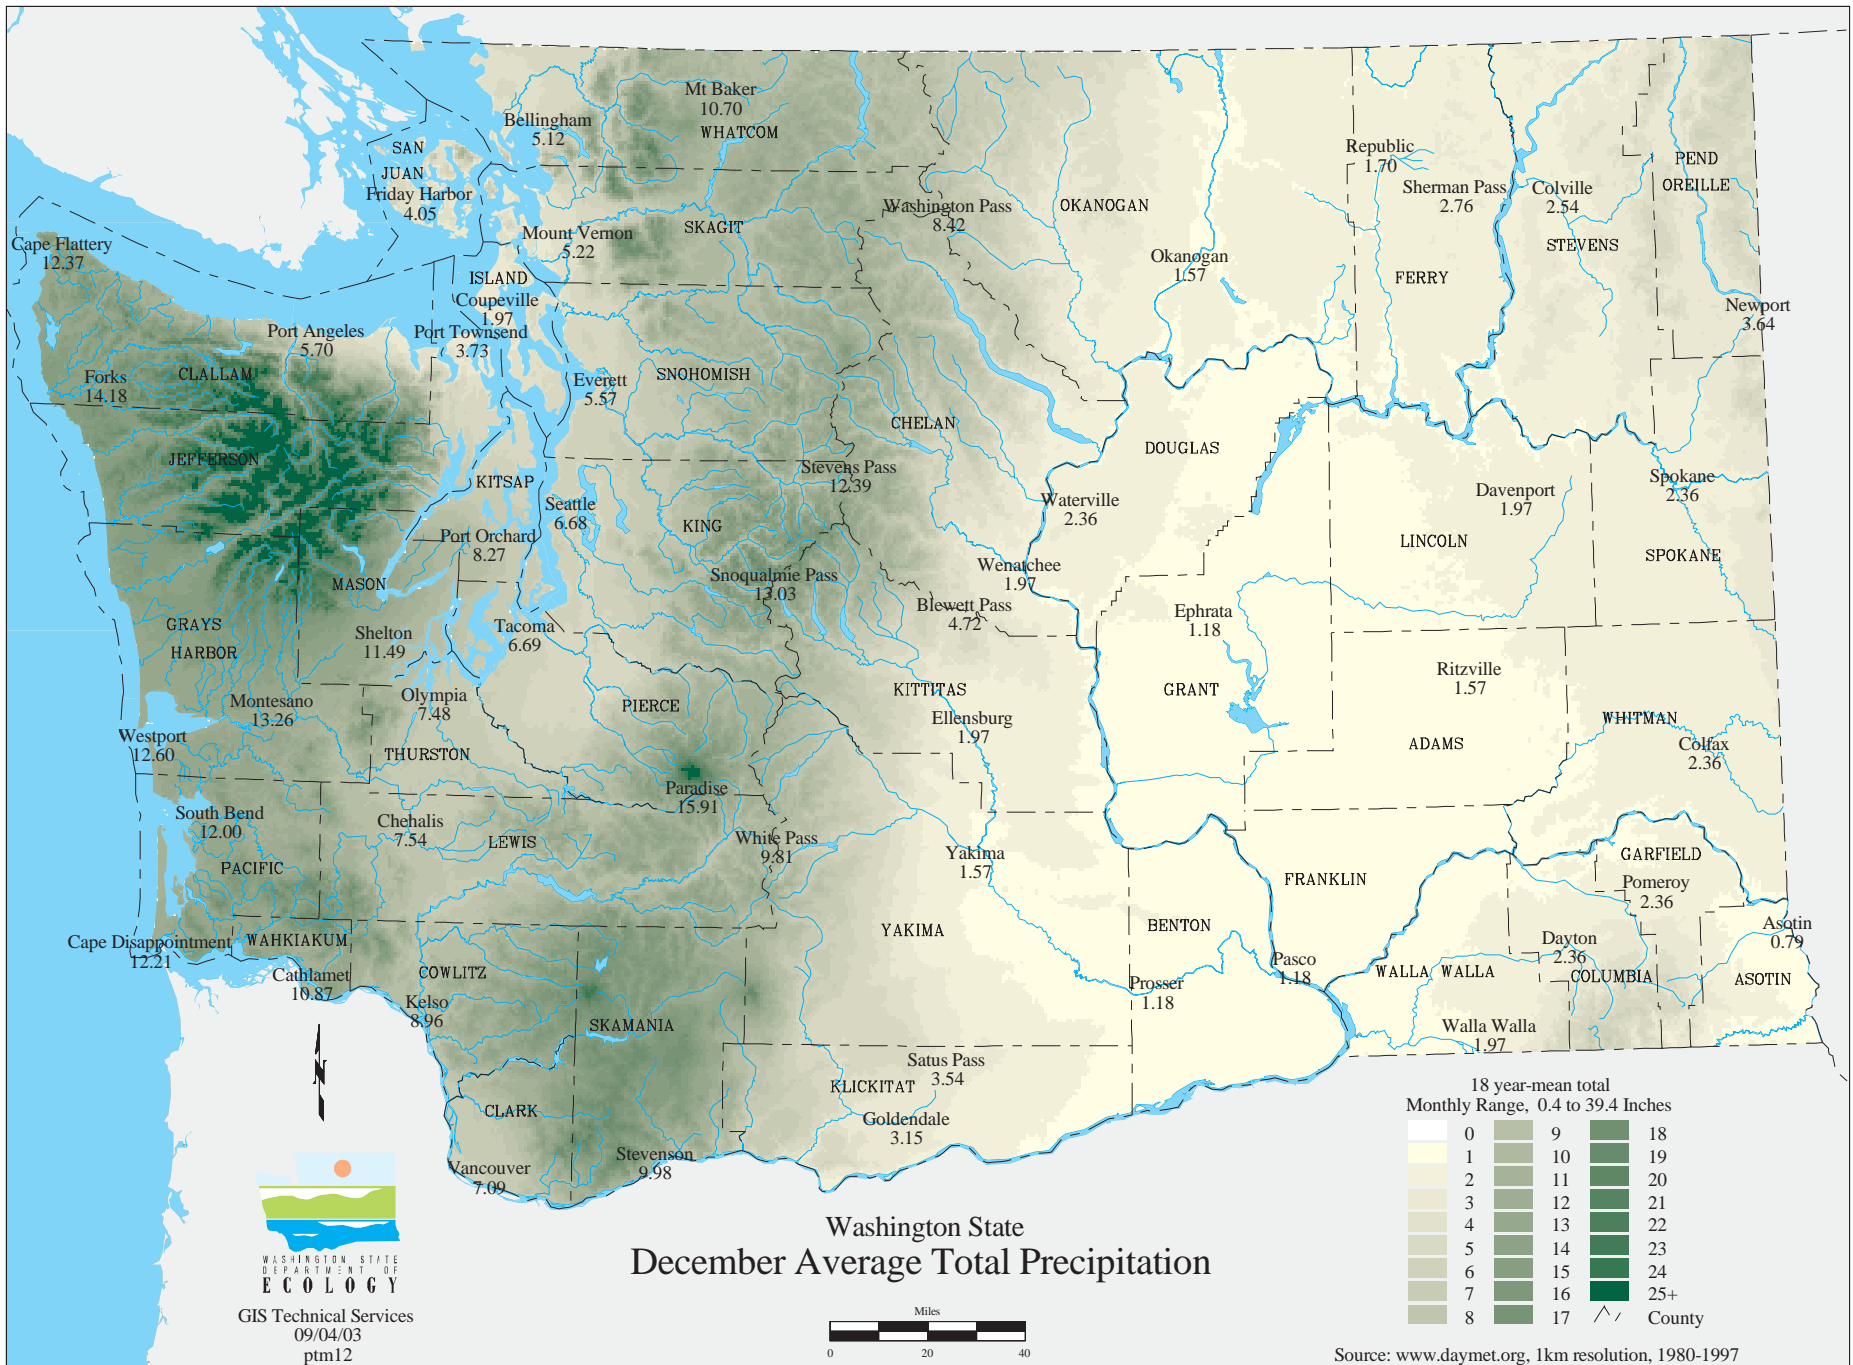 Mt Baker
10.70
WHATCOM
Bellingham
5.12
SAN
JUAN
Friday Harbor
4.05
Republic
1.70
PEND
OREILLE
Sherman Pass
2.76
Colville
2.54
Washington Pass
8.42
OKANOGAN
SKAGIT
Mount Vernon
5.22
STEVENS
Cape Flattery
12.37
Okanogan
1.57
ISLAND
FERRY
Coupeville
1.97
Newport
3.64
Port Angeles
5.70
Port Townsend
3.73
Forks
14.18
CLALLAM
Everett
5.57
SNOHOMISH
CHELAN
DOUGLAS
JEFFERSON
KITSAP
Stevens Pass
12.39
Spokane
2.36
Seattle
6.68
Waterville
2.36
Davenport
1.97
KING
Port Orchard
8.27
LINCOLN
SPOKANE
MASON
Snoqualmie Pass
13.03
Wenatchee
1.97
Blewett Pass
4.72
Ephrata
1.18
GRAYS
HARBOR
Shelton
11.49
Tacoma
6.69
Ritzville
1.57
Montesano
13.26
Olympia
7.48
PIERCE
KITTITAS
GRANT
Ellensburg
1.97
WHITMAN
Westport
12.60
THURSTON
ADAMS
Colfax
2.36
Paradise
15.91
South Bend
12.00
Chehalis
7.54
LEWIS
White Pass
9.81
Yakima
1.57
PACIFIC
FRANKLIN
GARFIELD
Pomeroy
2.36
YAKIMA
BENTON
Asotin
0.79
Cape Disappointment
12.21
WAHKIAKUM
Dayton
2.36
Cathlamet
10.87
COWLITZ
Pasco
1.18
WALLA WALLA
COLUMBIA
ASOTIN
Prosser
1.18
Kelso
8.96
SKAMANIA
Walla Walla
1.97
Satus Pass
3.54
KLICKITAT
CLARK
Goldendale
3.15
Stevenson
9.98
Vancouver
7.09
N
18 year-mean total
Monthly Range, 0.4 to 39.4 Inches
0 9 18
1 10 19
2 11 20
3 12 21
4 13 22
5 14 23
6 15 24
7 16 25+
8 17 County
Washington State
December Average Total Precipitation
WASHINGTON STATE
DEPARTMENT OF
ECOLOGY
GIS Technical Services
09/04/03
ptm12
Miles
0 20 40
Source: www.daymet.org, 1km resolution, 1980-1997